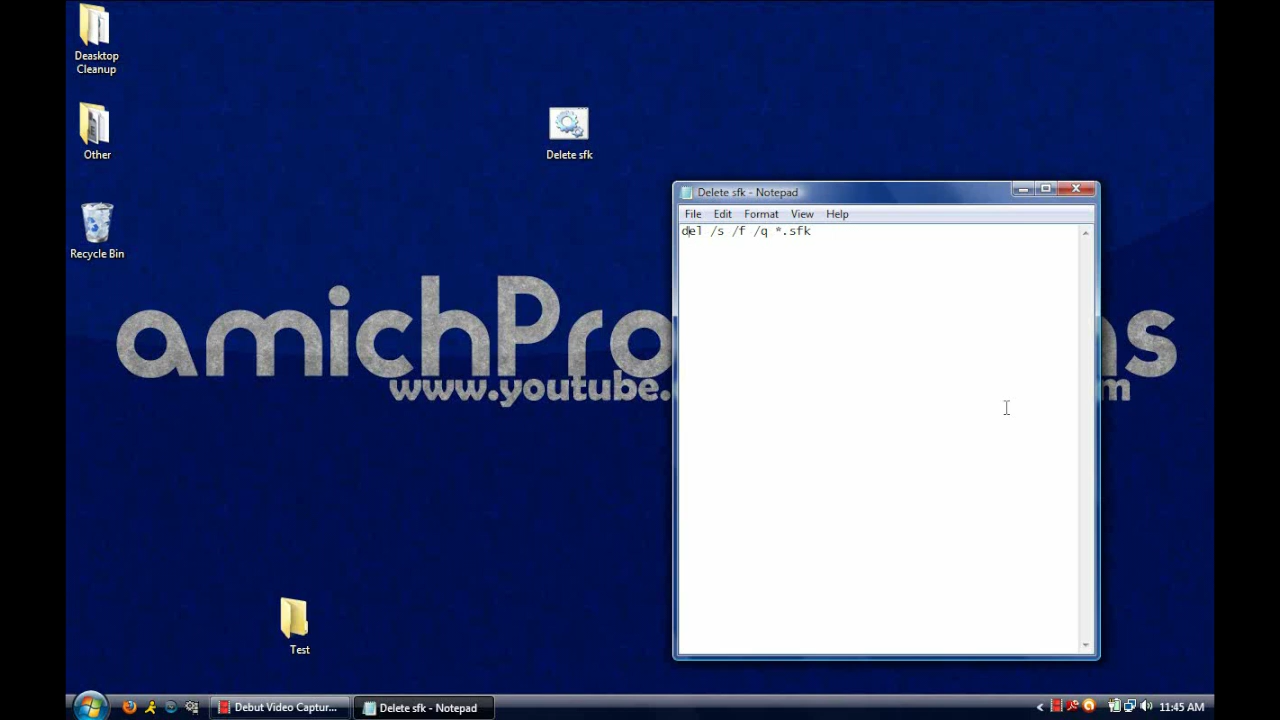 Deasktop
Cleanup
Other
Recycle Bin
Delete sfk
Test
amichPro
ns
www.youtube.
m
Delete sfk - Notepad
File Edit Format View Help
del /s /f /q *.sfk
Debut Video Captur...
Delete sfk - Notepad
11:45 AM